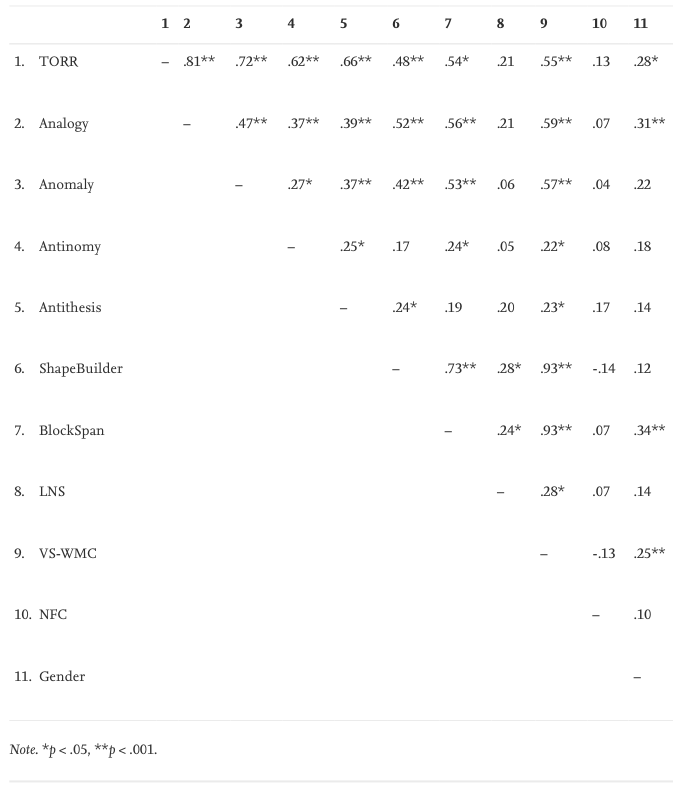 1 2 3 4 5 6 7 8 9 10 11
1. TORR – .81** .72** .62** .66** .48** .54* .21 .55** .13 .28*
2. Analogy – .47** .37** .39** .52** .56** .21 .59** .07 .31**
3. Anomaly – .27* .37** .42** .53** .06 .57** .04 .22
4. Antinomy – .25* .17 .24* .05 .22* .08 .18
5. Antithesis – .24* .19 .20 .23* .17 .14
6. ShapeBuilder – .73** .28* .93** -.14 .12
7. BlockSpan – .24* .93** .07 .34**
8. LNS – .28* .07 .14
9. VS-WMC – -.13 .25**
10. NFC – .10
11. Gender –
Note. *p < .05, **p < .001.